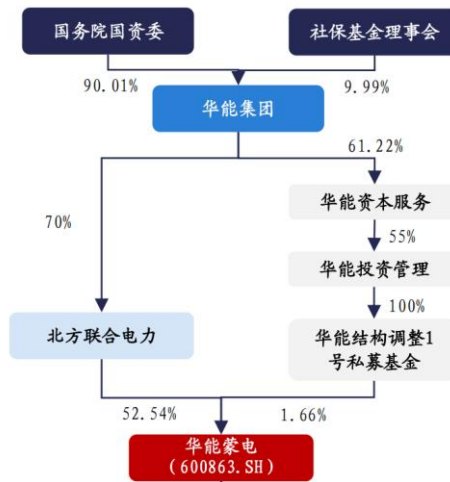 国务院国资委
社保基金理事会
90.01%
9.99%
华能集团
61.22%
华能资本服务
70%
55%
华能投资管理
100%
北方联合电力
华能结构调整1
号私募基金
52.54%
1.66%
华能蒙电
(600863.SH)